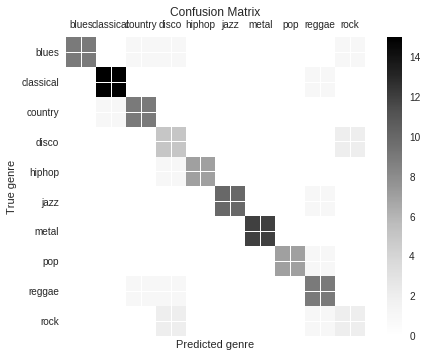 Confusion Matrix
blues classical country disco hiphop jazz metal pop reggae rock
blues
classical
country
disco
hiphop
jazz
metal
pop
reggae
rock
True genre
Predicted genre
14
12
10
8
6
4
2
0